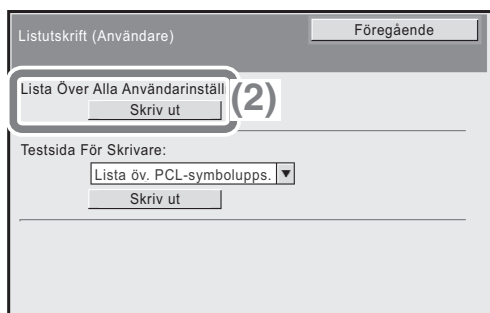 Listutskrift (Användare)
Föregående
Lista Över Alla Användarinställ
Skriv ut
(2)
Testsida För Skrivare:
Lista öv. PCL-symbolupps.
Skriv ut